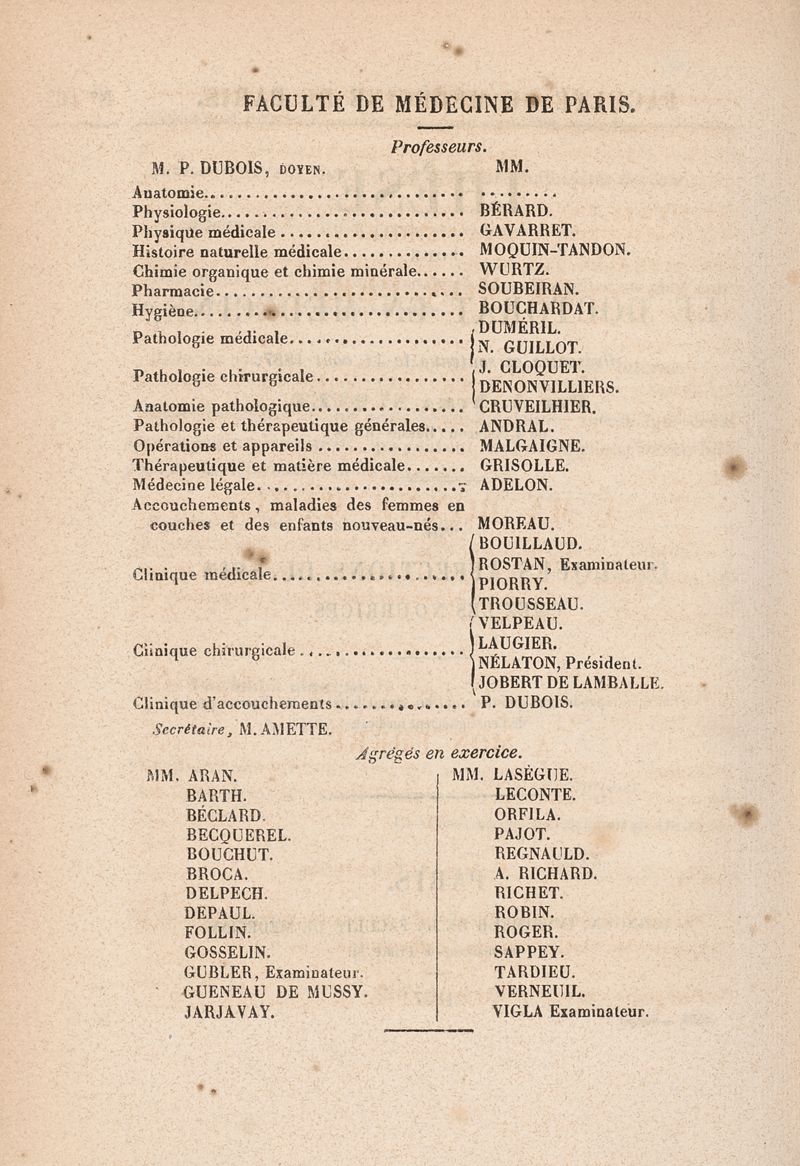 FACULTÉ DE MÉDECINE DE PARIS.
Professeurs.
M. P. DUBOIS, DOYEN. MM.
Anatomie.............................. .........
Physiologie............................ BÉRARD.
Physique médicale ..................... GAVARRET.
Histoire naturelle médicale.............. MOQUIN-TANDON.
Chimie organique et chimie minérale...... WURTZ.
Pharmacie............................ SOUBEIRAN.
Hygiène................................ BOUCHARDAT.
Pathologie médicale.................... { DUMÉRIL.
N. GUILLOT.
Pathologie chirurgicale................. { J. CLOQUET.
DENONVILLIERS.
Anatomie pathologique.................. CRUVEILHIER.
Pathologie et thérapeutique générales..... ANDRAL.
Opérations et appareils ................. MALGAIGNE.
Thérapeutique et matière médicale....... GRISOLLE.
Médecine légale......................... ADELON.
Accouchements, maladies des femmes en
couches et des enfants nouveau-nés... MOREAU.
Clinique médicale...................... { BOUILLAUD.
ROSTAN, Examinateur.
PIORRY.
TROUSSEAU.
Clinique chirurgicale ................... { VELPEAU.
LAUGIER.
NÉLATON, Président.
JOBERT DE LAMBALLE.
Clinique d'accouchements................ P. DUBOIS.
Secrétaire, M. AMETTE.
Agrégés en exercice.
MM. ARAN.
BARTH.
BÉCLARD.
BECQUEREL.
BOUCHUT.
BROCA.
DELPECH.
DEPAUL.
FOLLIN.
GOSSELIN.
GUBLER, Examinateur.
GUENEAU DE MUSSY.
JARJAVAY.
MM. LASÈGUE.
LECONTE.
ORFILA.
PAJOT.
REGNAULD.
A. RICHARD.
RICHET.
ROBIN.
ROGER.
SAPPEY.
TARDIEU.
VERNEUIL.
VIGLA Examinateur.